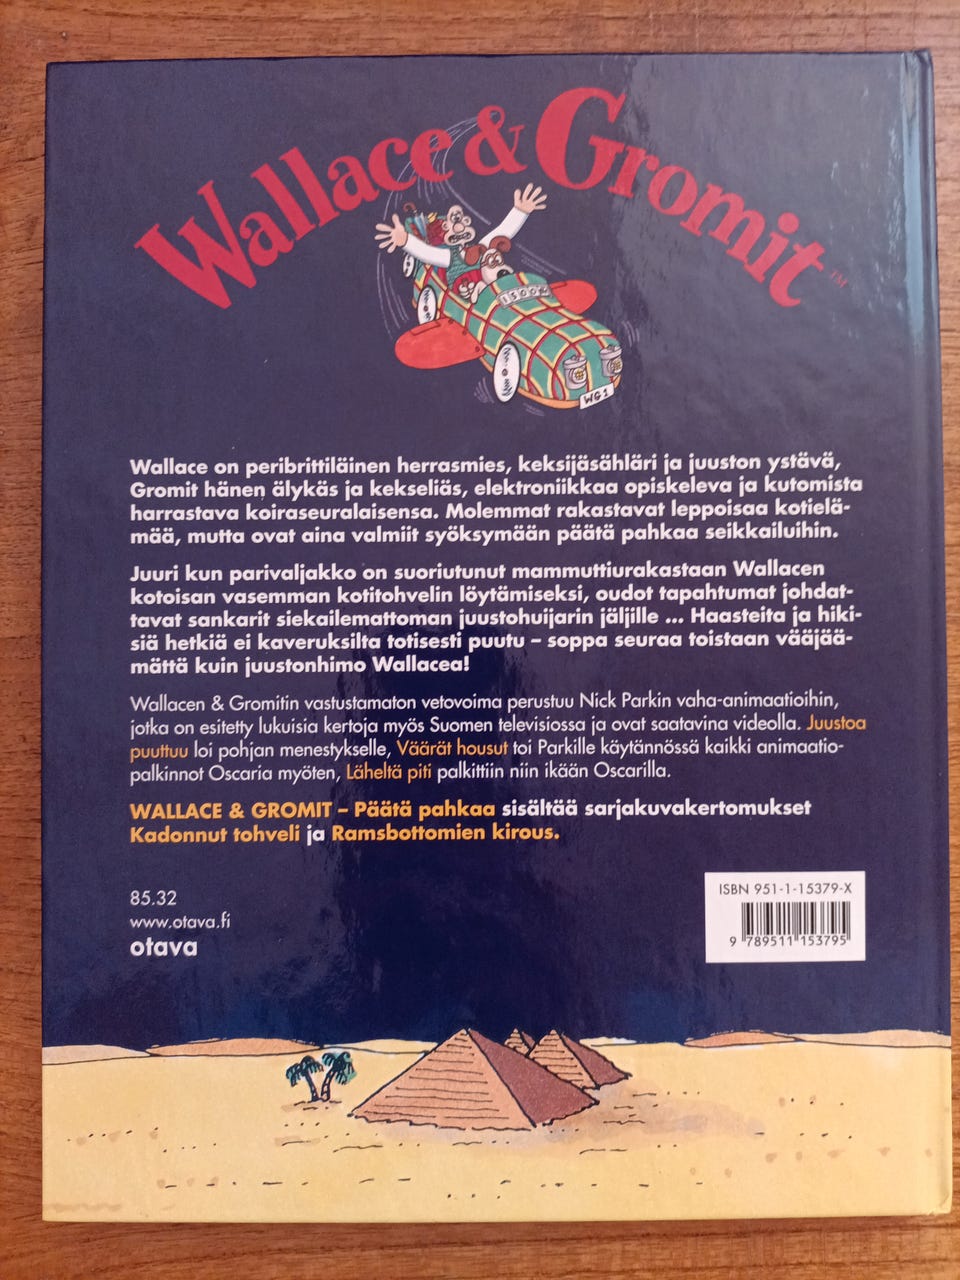 Wallace & Gromit™
1500cc
WG 1
Wallace on peribrittiläinen herrasmies, keksijäsähläri ja juuston ystävä,
Gromit hänen älykäs ja kekseliäs, elektroniikkaa opiskeleva ja kutomista
harrastava koiraseuralaisensa. Molemmat rakastavat leppoisaa kotielä-
mää, mutta ovat aina valmiit syöksymään päätä pahkaa seikkailuihin.
Juuri kun parivaljakko on suoriutunut mammuttiurakastaan Wallacen
kotoisan vasemman kotitohvelin löytämiseksi, oudot tapahtumat johdat-
tavat sankarit siekailemattoman juustohuijarin jäljille ... Haasteita ja hiki-
siä hetkiä ei kaveruksilta totisesti puutu – soppa seuraa toistaan vääjää-
mättä kuin juustonhimo Wallacea!
Wallacen & Gromitin vastustamaton vetovoima perustuu Nick Parkin vaha-animaatioihin,
jotka on esitetty lukuisia kertoja myös Suomen televisiossa ja ovat saatavina videolla. Juustoa
puuttuu loi pohjan menestykselle, Väärät housut toi Parkille käytännössä kaikki animaatio-
palkinnot Oscaria myöten, Läheltä piti palkittiin niin ikään Oscarilla.
WALLACE & GROMIT – Päätä pahkaa sisältää sarjakuvakertomukset
Kadonnut tohveli ja Ramsbottomien kirous.
85.32
www.otava.fi
otava
ISBN 951-1-15379-X
9 789511 153795